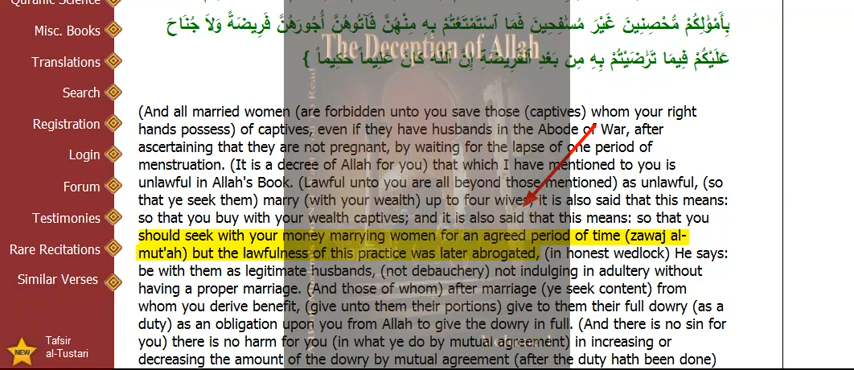 Quranic Science
Misc. Books
Translations
Search
Registration
Login
Forum
Testimonies
Rare Recitations
Similar Verses
NEW
Tafsir
al-Tustari
بِأَمْوَٰلِكُمْ مُّحْصِنِينَ غَيْرَ مُسَٰفِحِينَ فَمَا ٱسْتَمْتَعْتُمْ بِهِ مِنْهُنَّ فَآتُوهُنَّ أُجُورَهُنَّ فَرِيضَةً وَلاَ جُنَاحَ
عَلَيْكُمْ فِيمَا تَرَٰضَيْتُمْ بِهِ مِن بَعْدِ ٱلْفَرِيضَةِ إِنَّ ٱللَّهَ كَانَ عَلِيماً حَكِيماً }
The Deception of Allah
(And all married women (are forbidden unto you save those (captives) whom your right
hands possess) of captives, even if they have husbands in the Abode of War, after
ascertaining that they are not pregnant, by waiting for the lapse of one period of
menstruation. (It is a decree of Allah for you) that which I have mentioned to you is
unlawful in Allah's Book. (Lawful unto you are all beyond those mentioned) as unlawful, (so
that ye seek them) marry (with your wealth) up to four wives; it is also said that this means:
so that you buy with your wealth captives; and it is also said that this means: so that you
should seek with your money marrying women for an agreed period of time (zawaj al-
mut'ah) but the lawfulness of this practice was later abrogated, (in honest wedlock) He says:
be with them as legitimate husbands, (not debauchery) not indulging in adultery without
having a proper marriage. (And those of whom) after marriage (ye seek content) from
whom you derive benefit, (give unto them their portions) give to them their full dowry (as a
duty) as an obligation upon you from Allah to give the dowry in full. (And there is no sin for
you) there is no harm for you (in what ye do by mutual agreement) in increasing or
decreasing the amount of the dowry by mutual agreement (after the duty hath been done)